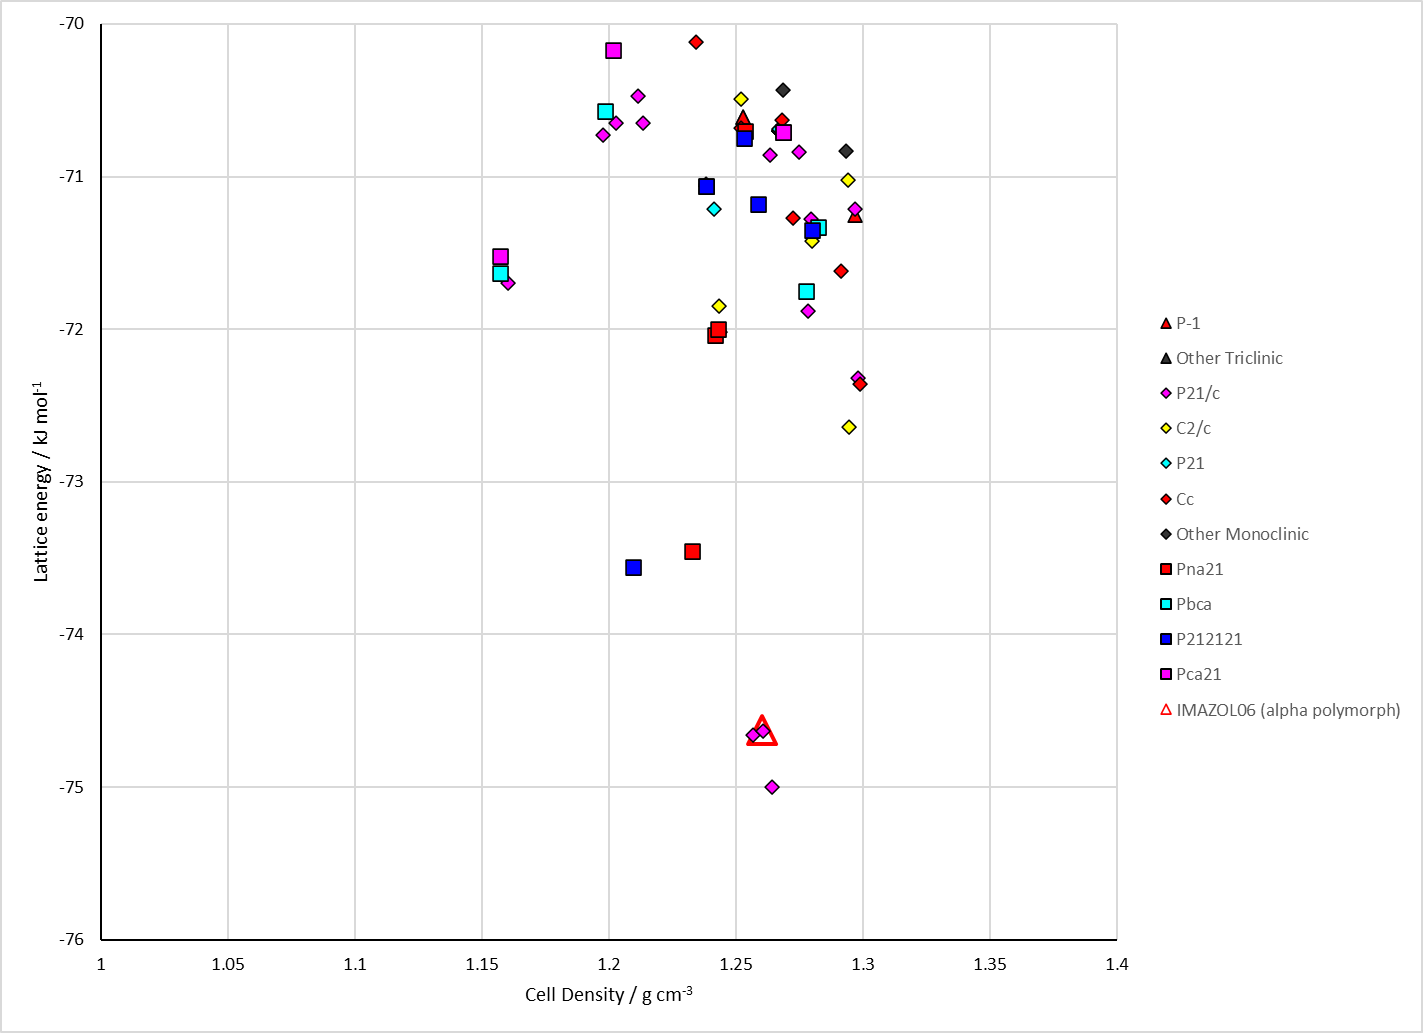 -70
-71
-72
-73
-74
-75
-76
Lattice energy / kJ mol-1
1 1.05 1.1 1.15 1.2 1.25 1.3 1.35 1.4
Cell Density / g cm-3
P-1
Other Triclinic
P21/c
C2/c
P21
Cc
Other Monoclinic
Pna21
Pbca
P212121
Pca21
IMAZOL06 (alpha polymorph)